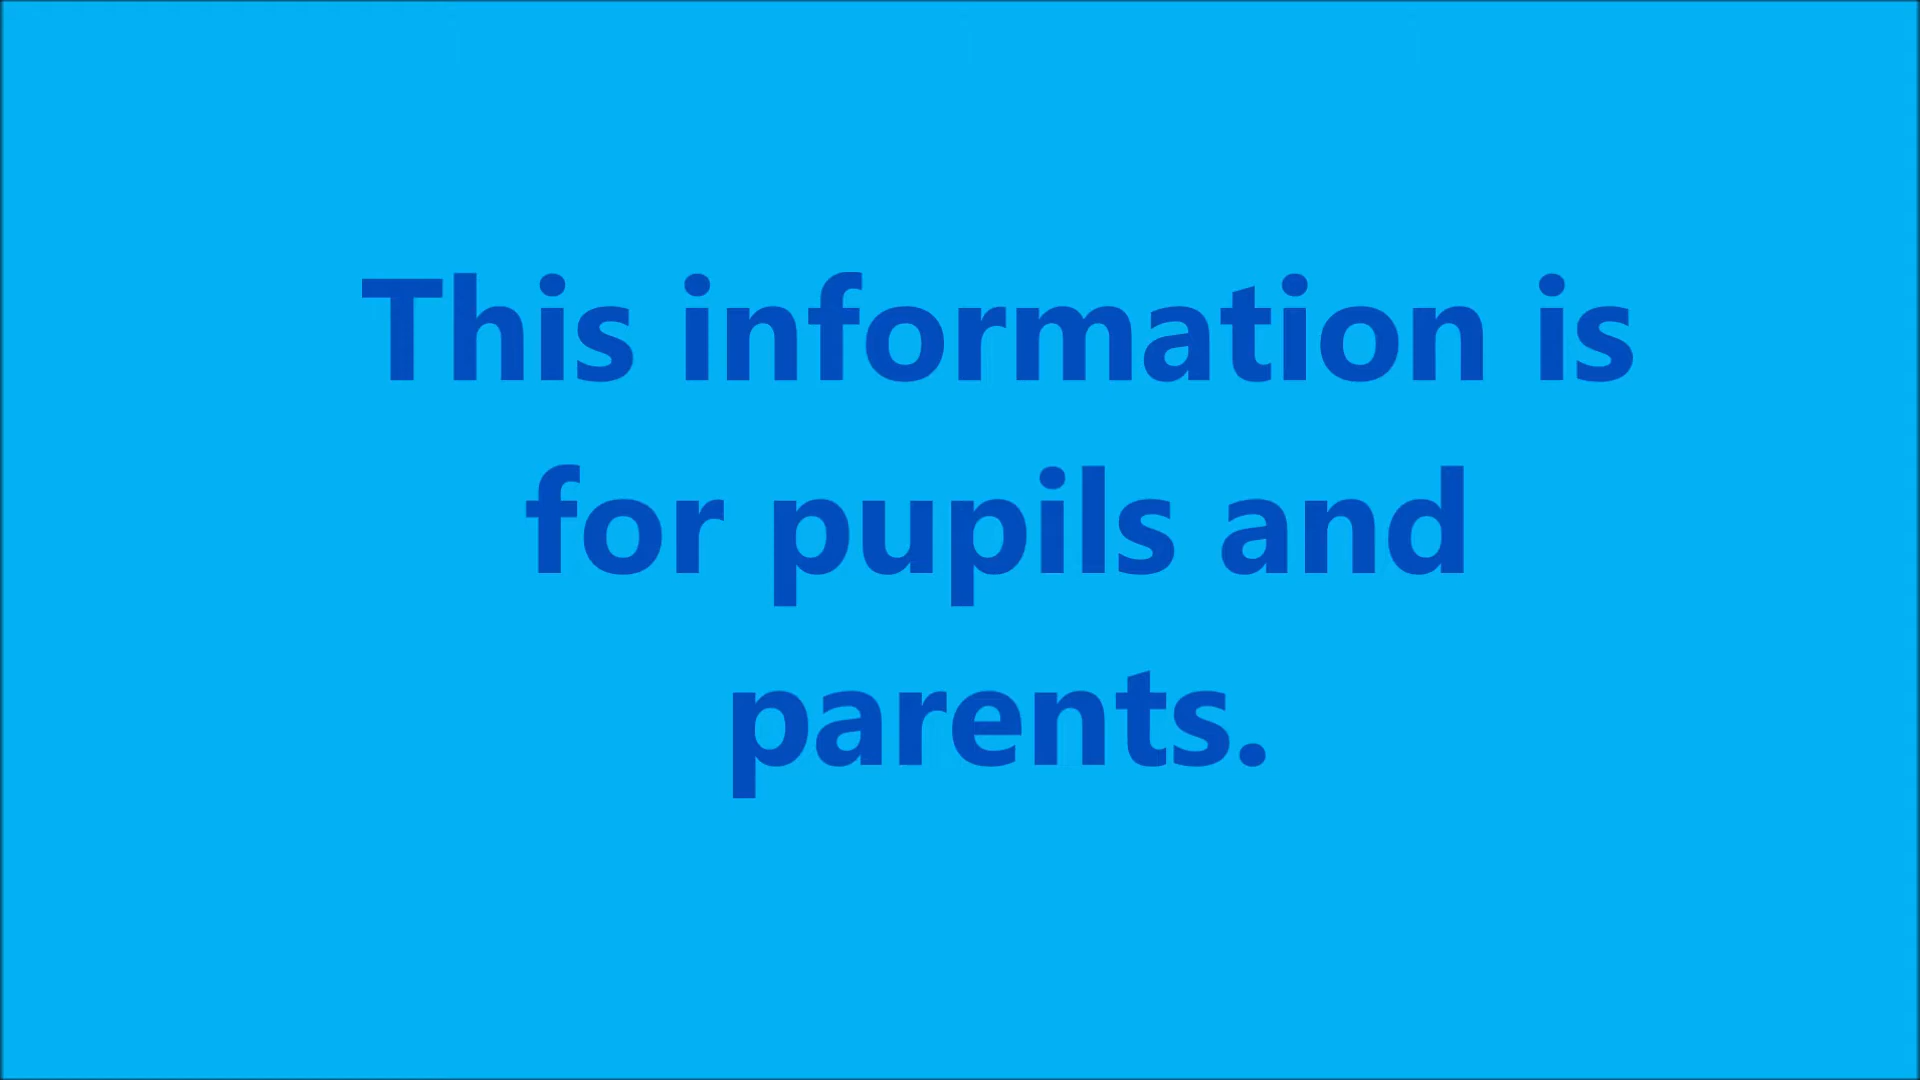 This information is
for pupils and
parents.